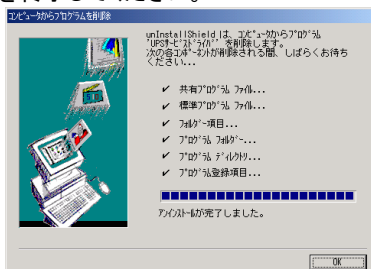 コンピュータからプログラムを削除
unInstallShield は、コンピュータからプログラム
'UPSサービスドライバ' を削除します。
次の各コンポーネントが削除される間、しばらくお待ち
ください...
✔ 共有プログラム ファイル...
✔ 標準プログラム ファイル...
✔ フォルダー項目...
✔ プログラム フォルダー...
✔ プログラム ディレクトリ...
✔ プログラム登録項目...
アンインストールが完了しました。
OK